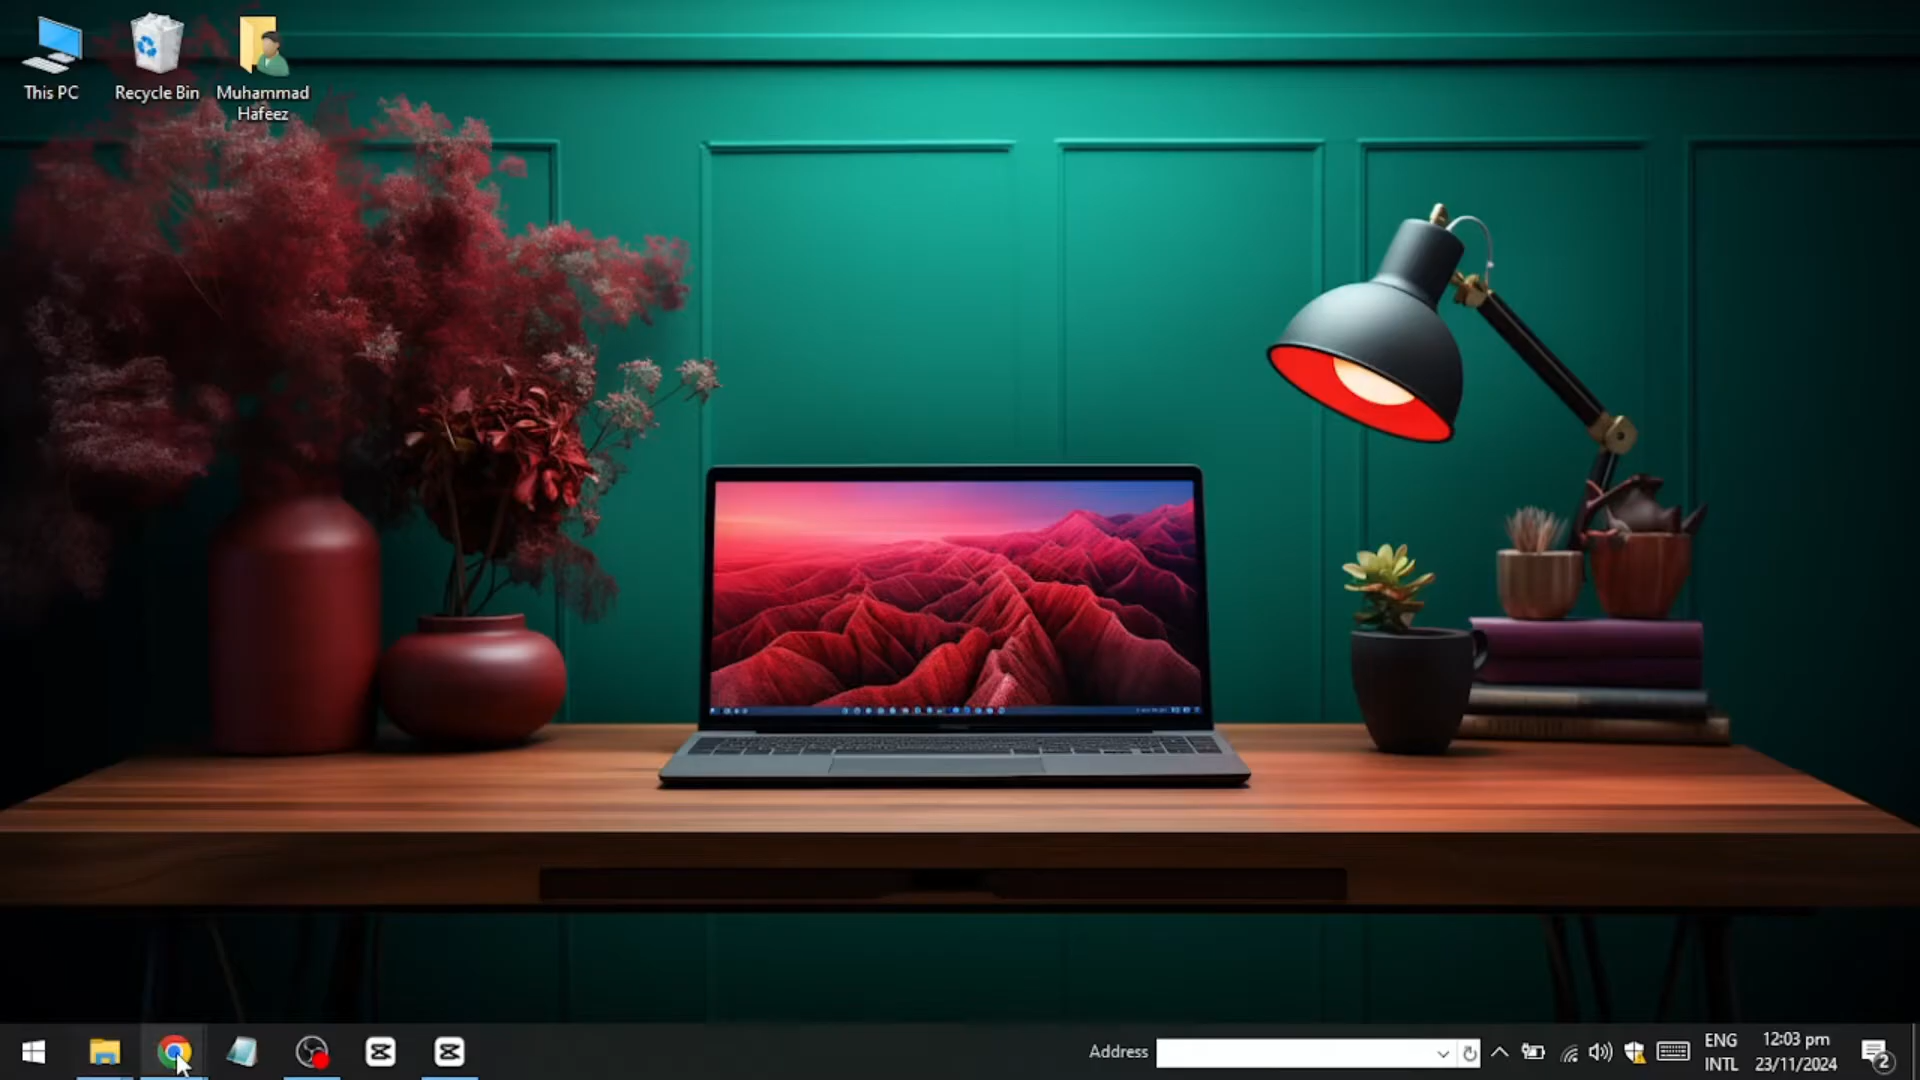 This PC
Recycle Bin
Muhammad
Hafeez
Address
ENG
INTL
12:03 pm
23/11/2024
2